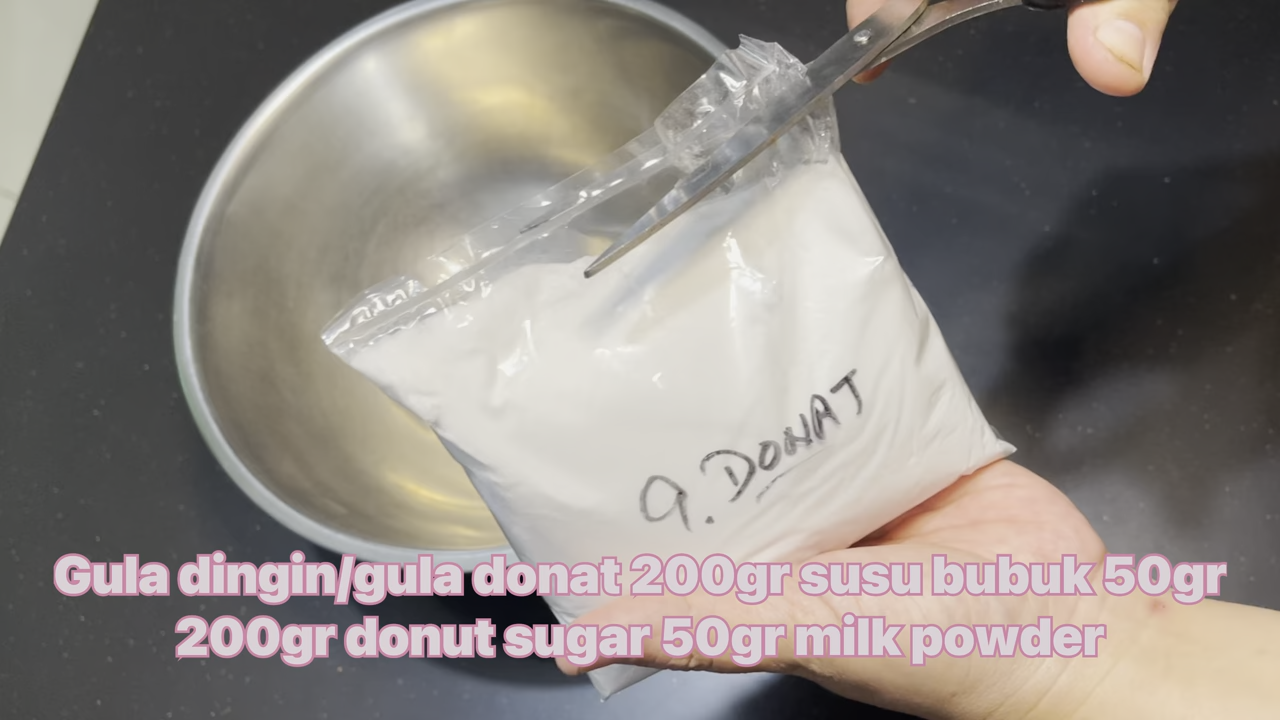 G. DONAT
Gula dingin/gula donat 200gr susu bubuk 50gr
200gr donut sugar 50gr milk powder